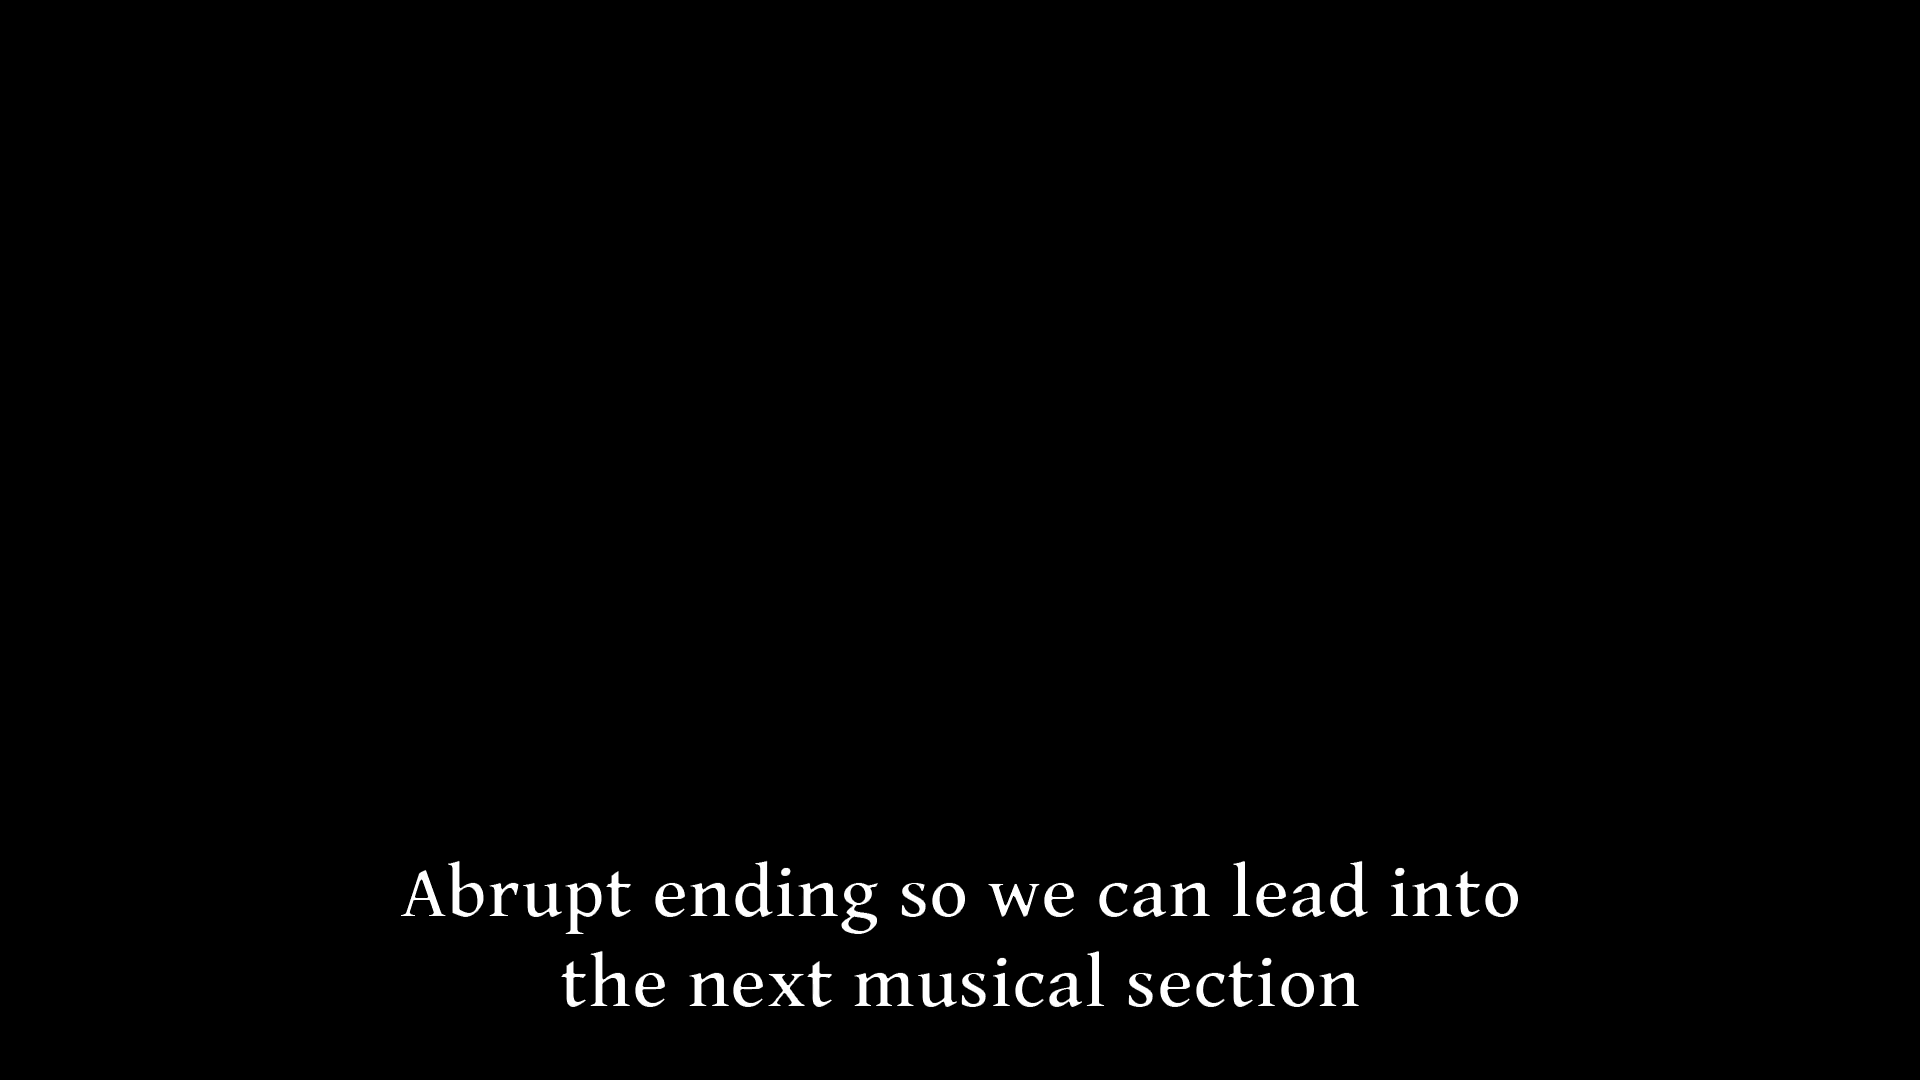 Abrupt ending so we can lead into
the next musical section